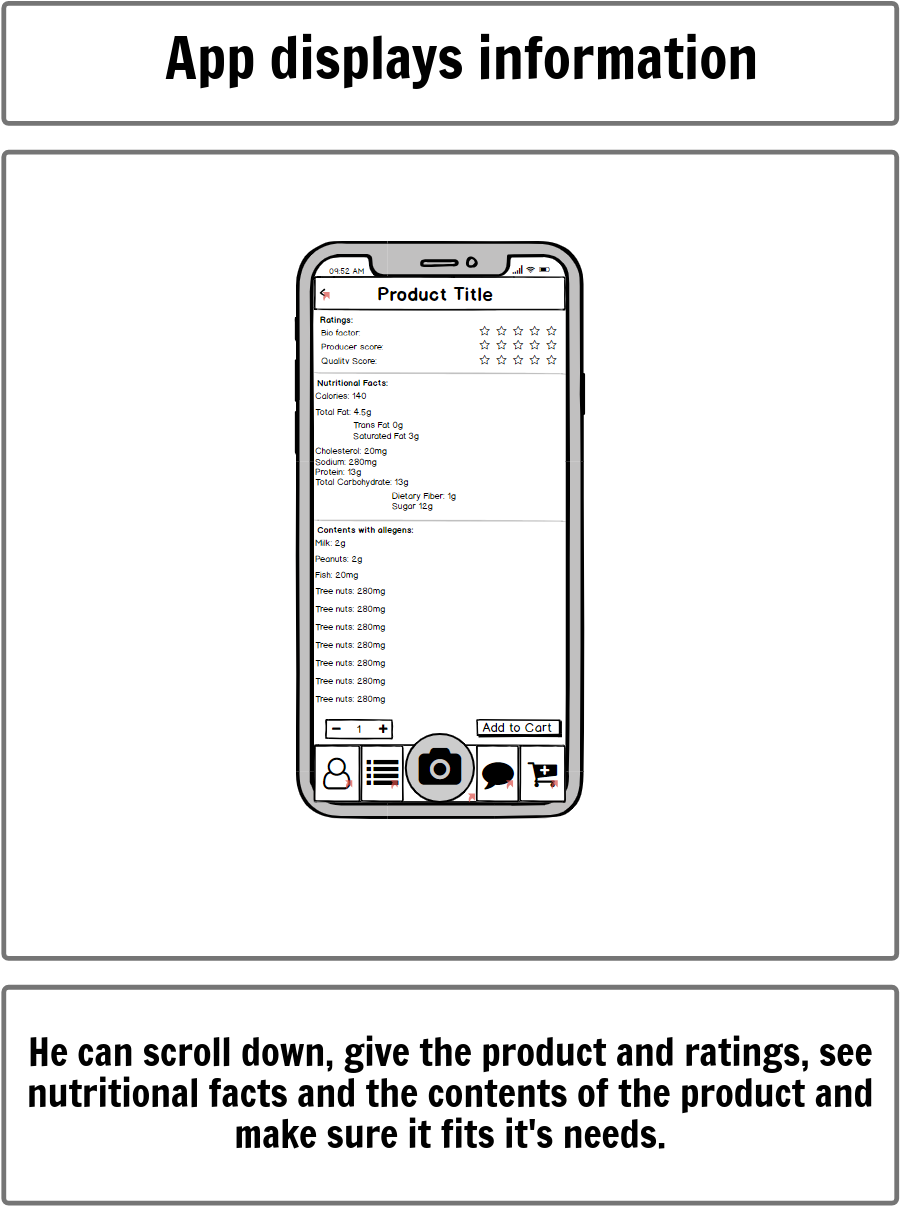 App displays information
09:52 AM
Product Title
Ratings:
Bio factor:
Producer score:
Quality Score:
Nutritional Facts:
Calories: 140
Total Fat: 4.5g
Trans Fat 0g
Saturated Fat 3g
Cholesterol: 20mg
Sodium: 280mg
Protein: 13g
Total Carbohydrate: 13g
Dietary Fiber: 1g
Sugar 12g
Contents with allegens:
Milk: 2g
Peanuts: 2g
Fish: 20mg
Tree nuts: 280mg
Tree nuts: 280mg
Tree nuts: 280mg
Tree nuts: 280mg
Tree nuts: 280mg
Tree nuts: 280mg
Tree nuts: 280mg
- 1 + Add to Cart
He can scroll down, give the product and ratings, see
nutritional facts and the contents of the product and
make sure it fits it's needs.